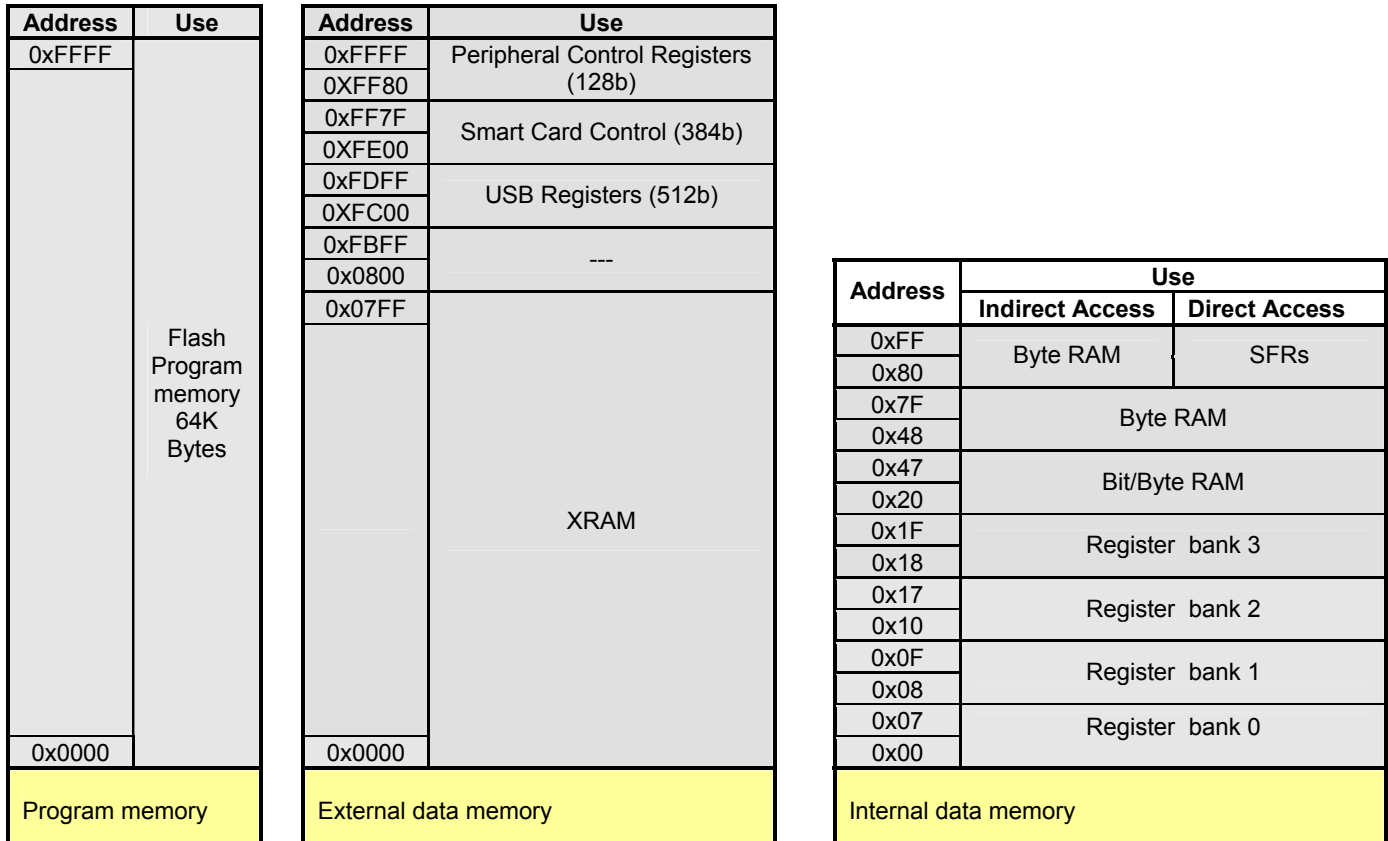 Address Use
0xFFFF
Flash
Program
memory
64K
Bytes
0x0000
Program memory
Address Use
0xFFFF
Peripheral Control Registers
(128b)
0XFF80
0xFF7F
Smart Card Control (384b)
0XFE00
0xFDFF
USB Registers (512b)
0XFC00
0xFBFF
---
0x0800
0x07FF
XRAM
0x0000
External data memory
Address Use
Indirect Access Direct Access
0xFF
Byte RAM SFRs
0x80
0x7F
Byte RAM
0x48
0x47
Bit/Byte RAM
0x20
0x1F
Register bank 3
0x18
0x17
Register bank 2
0x10
0x0F
Register bank 1
0x08
0x07
Register bank 0
0x00
Internal data memory